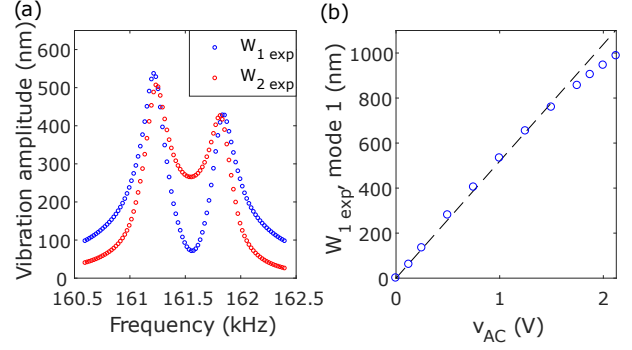 (a)
Vibration amplitude (nm)
600
500
400
300
200
100
0
W1 exp
W2 exp
160.5 161 161.5 162 162.5
Frequency (kHz)
(b)
W1 exp, mode 1 (nm)
1000
800
600
400
200
0
0 1 2
vAC (V)